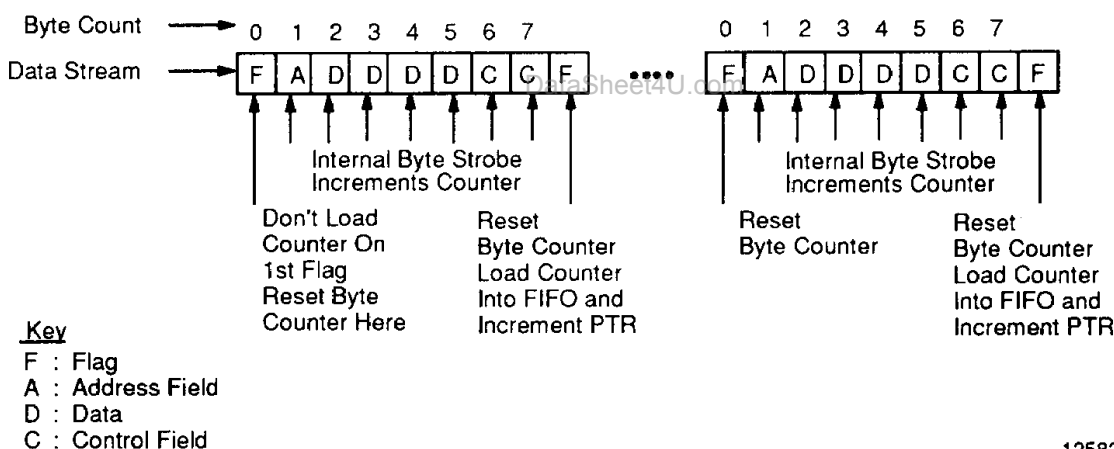 Byte Count 0 1 2 3 4 5 6 7 0 1 2 3 4 5 6 7
Data Stream F A D D D D C C F •••• F A D D D D C C F
DataSheet4U.com
Internal Byte Strobe
Increments Counter
Internal Byte Strobe
Increments Counter
Don't Load
Counter On
1st Flag
Reset Byte
Counter Here
Reset
Byte Counter
Load Counter
Into FIFO and
Increment PTR
Reset
Byte Counter
Reset
Byte Counter
Load Counter
Into FIFO and
Increment PTR
Key
F : Flag
A : Address Field
D : Data
C : Control Field